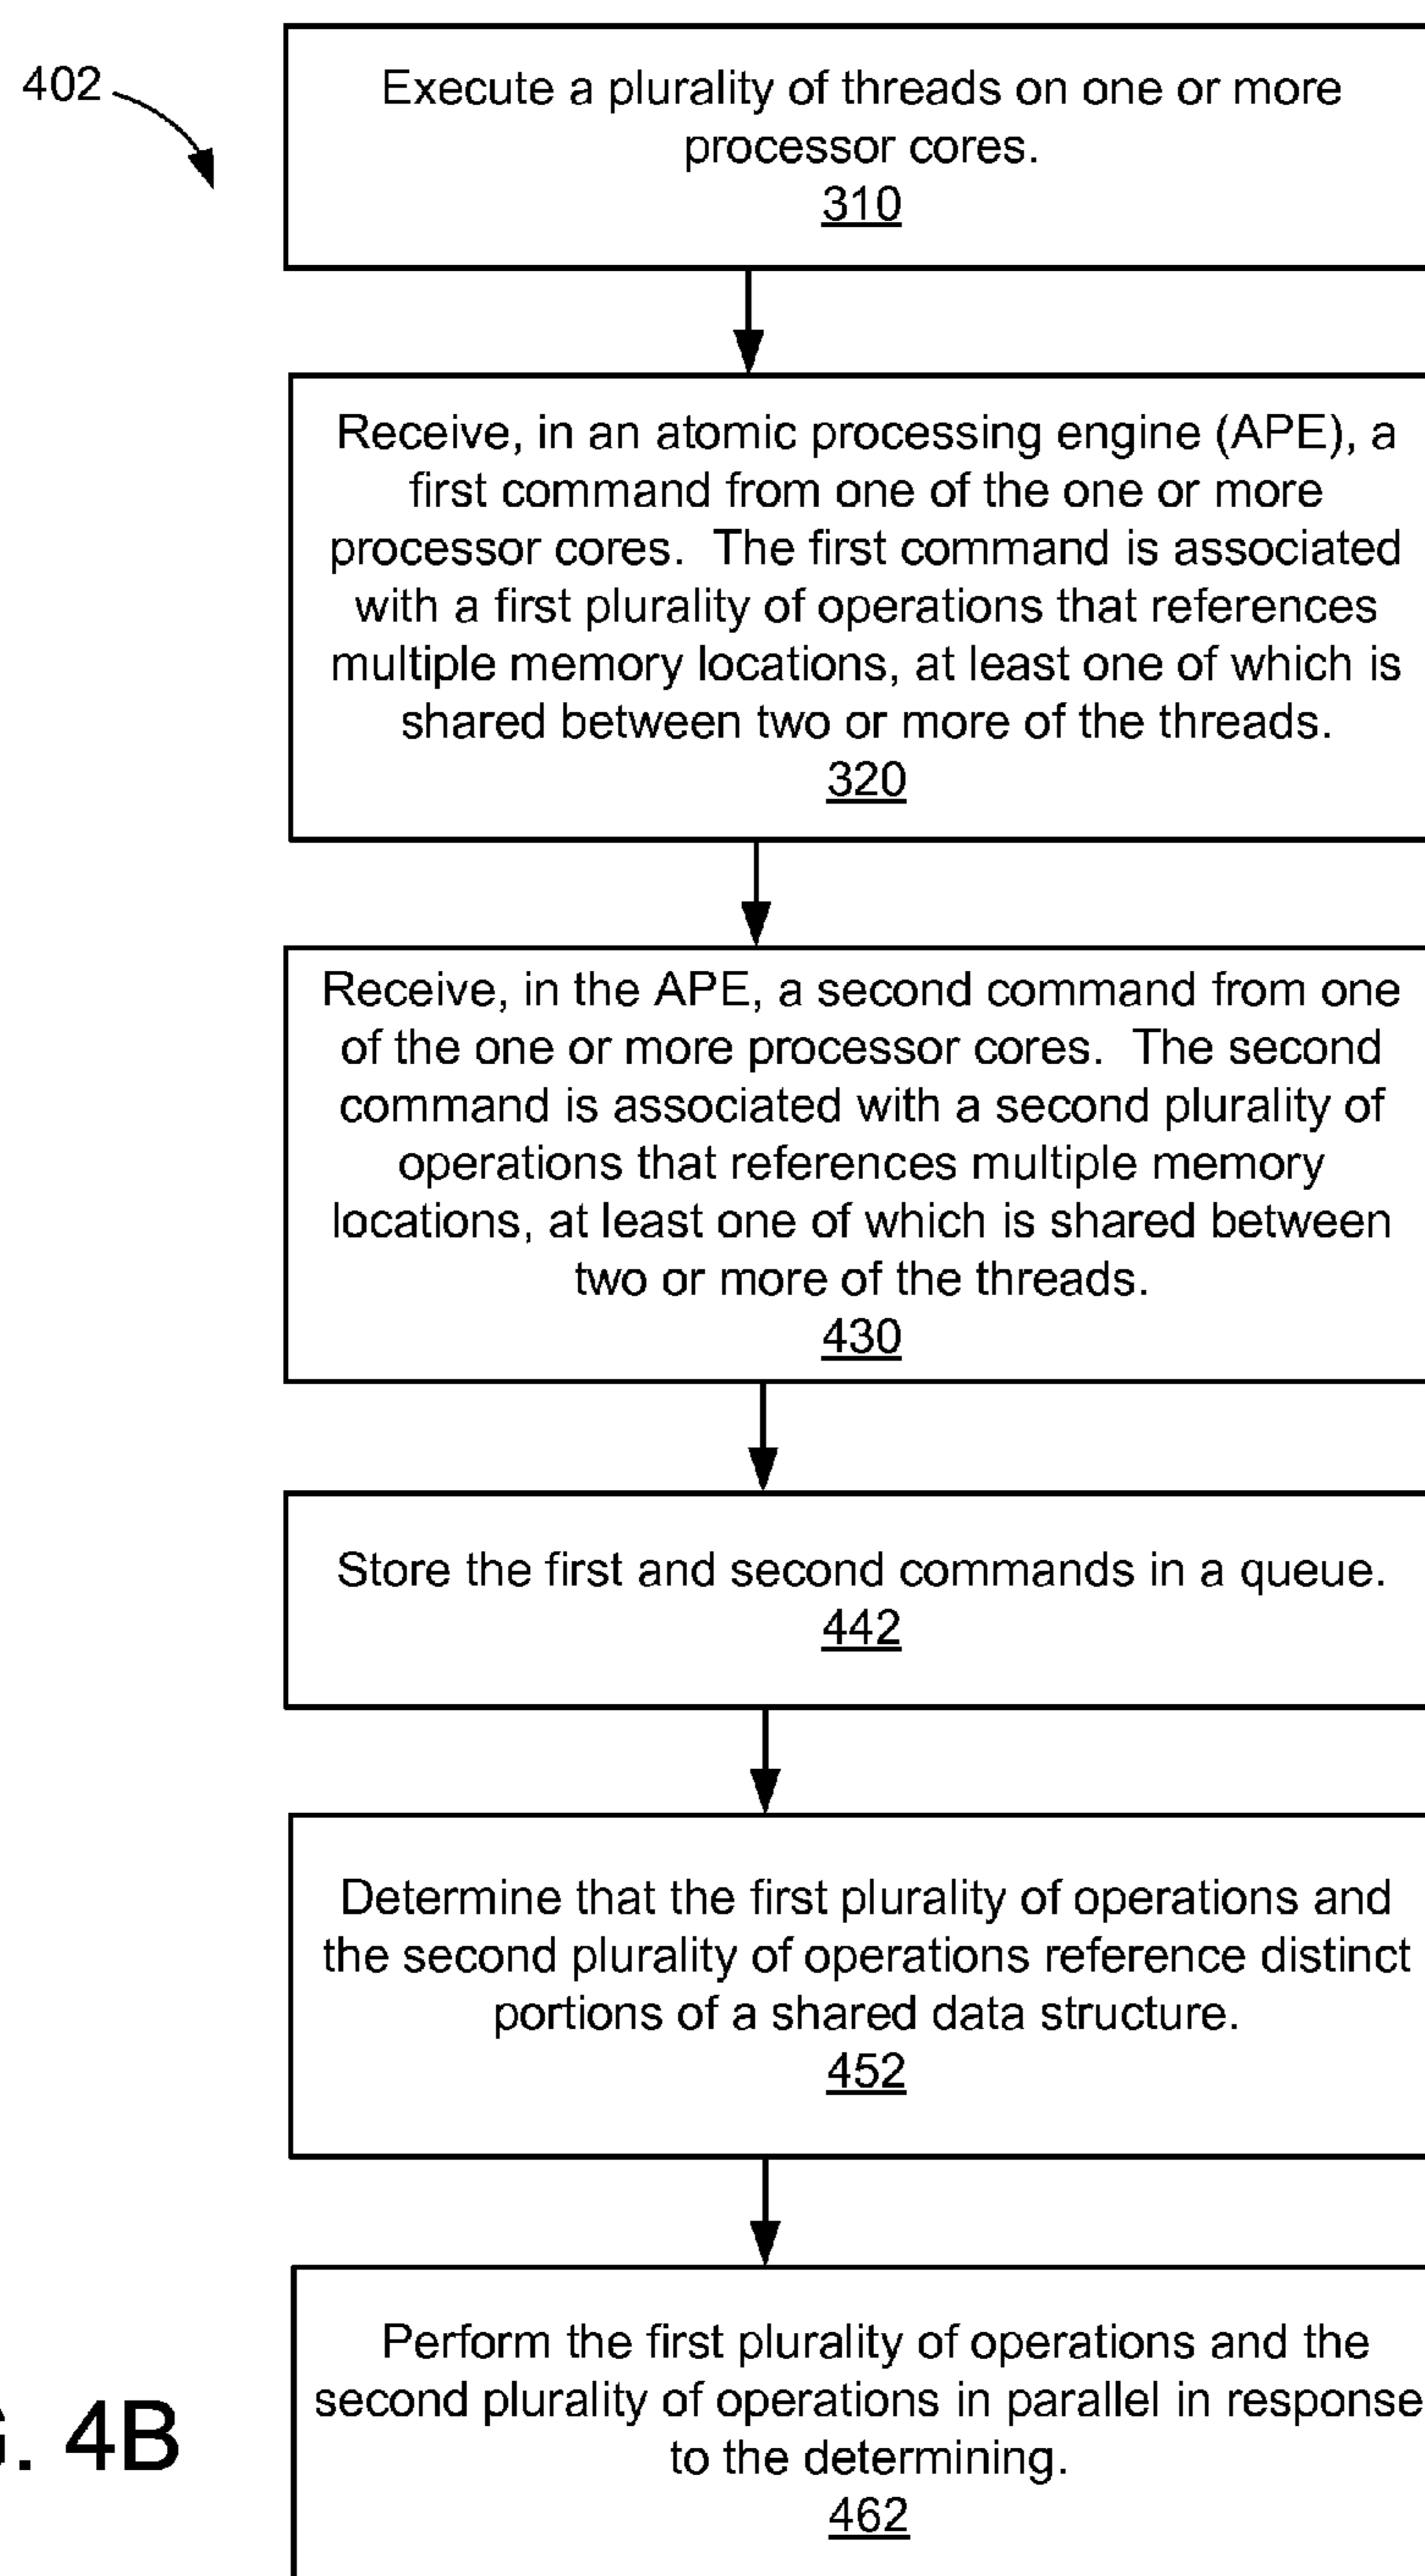 402
Execute a plurality of threads on one or more
processor cores.
310
Receive, in an atomic processing engine (APE), a
first command from one of the one or more
processor cores.  The first command is associated
with a first plurality of operations that references
multiple memory locations, at least one of which is
shared between two or more of the threads.
320
Receive, in the APE, a second command from one
of the one or more processor cores.  The second
command is associated with a second plurality of
operations that references multiple memory
locations, at least one of which is shared between
two or more of the threads.
430
Store the first and second commands in a queue.
442
Determine that the first plurality of operations and
the second plurality of operations reference distinct
portions of a shared data structure.
452
Perform the first plurality of operations and the
second plurality of operations in parallel in response
to the determining.
462
. 4B